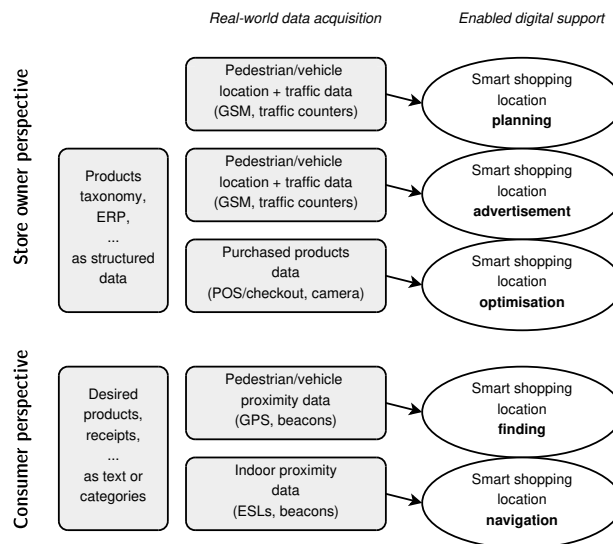 Real-world data acquisition
Enabled digital support
Store owner perspective
Products
taxonomy,
ERP,
...
as structured
data
Pedestrian/vehicle
location + traffic data
(GSM, traffic counters)
Smart shopping
location
planning
Pedestrian/vehicle
location + traffic data
(GSM, traffic counters)
Smart shopping
location
advertisement
Purchased products
data
(POS/checkout, camera)
Smart shopping
location
optimisation
Consumer perspective
Desired
products,
receipts,
...
as text or
categories
Pedestrian/vehicle
proximity data
(GPS, beacons)
Smart shopping
location
finding
Indoor proximity
data
(ESLs, beacons)
Smart shopping
location
navigation